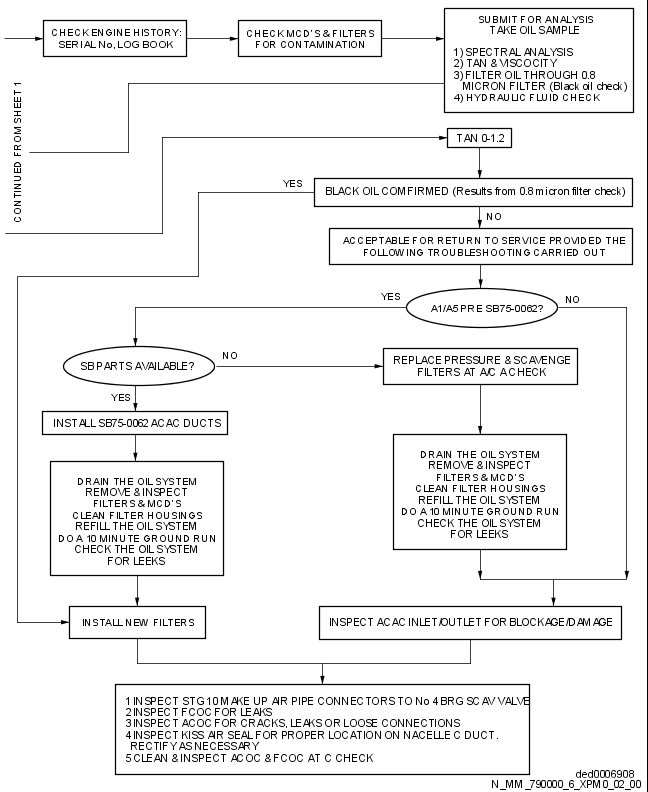 CHECK ENGINE HISTORY:
SERIAL No, LOG BOOK
CHECK MCD'S & FILTERS
FOR CONTAMINATION
SUBMIT FOR ANALYSIS
TAKE OIL SAMPLE
1) SPECTRAL ANALYSIS
2) TAN & VISCOCITY
3) FILTER OIL THROUGH 0.8
MICRON FILTER (Black oil check)
4) HYDRAULIC FLUID CHECK
CONTINUED FROM SHEET 1
TAN 0-1.2
YES
BLACK OIL COMFIRMED (Results from 0.8 micron filter check)
NO
ACCEPTABLE FOR RETURN TO SERVICE PROVIDED THE
FOLLOWING TROUBLESHOOTING CARRIED OUT
YES
A1/A5 PRE SB75-0062?
NO
SB PARTS AVAILABLE?
NO
REPLACE PRESSURE & SCAVENGE
FILTERS AT A/C A CHECK
YES
INSTALL SB75-0062 ACAC DUCTS
DRAIN THE OIL SYSTEM
REMOVE & INSPECT
FILTERS & MCD'S
CLEAN FILTER HOUSINGS
REFILL THE OIL SYSTEM
DO A 10 MINUTE GROUND RUN
CHECK THE OIL SYSTEM
FOR LEEKS
DRAIN THE OIL SYSTEM
REMOVE & INSPECT
FILTERS & MCD'S
CLEAN FILTER HOUSINGS
REFILL THE OIL SYSTEM
DO A 10 MINUTE GROUND RUN
CHECK THE OIL SYSTEM
FOR LEEKS
INSTALL NEW FILTERS
INSPECT ACAC INLET/OUTLET FOR BLOCKAGE/DAMAGE
1 INSPECT STG 10 MAKE UP AIR PIPE CONNECTORS TO No 4 BRG SCAV VALVE
2 INSPECT FCOC FOR LEAKS
3 INSPECT ACOC FOR CRACKS, LEAKS OR LOOSE CONNECTIONS
4 INSPECT KISS AIR SEAL FOR PROPER LOCATION ON NACELLE C DUCT.
RECTIFY AS NECESSARY
5 CLEAN & INSPECT ACOC & FCOC AT C CHECK
ded0006908
N_MM_790000_6_XPM0_02_00